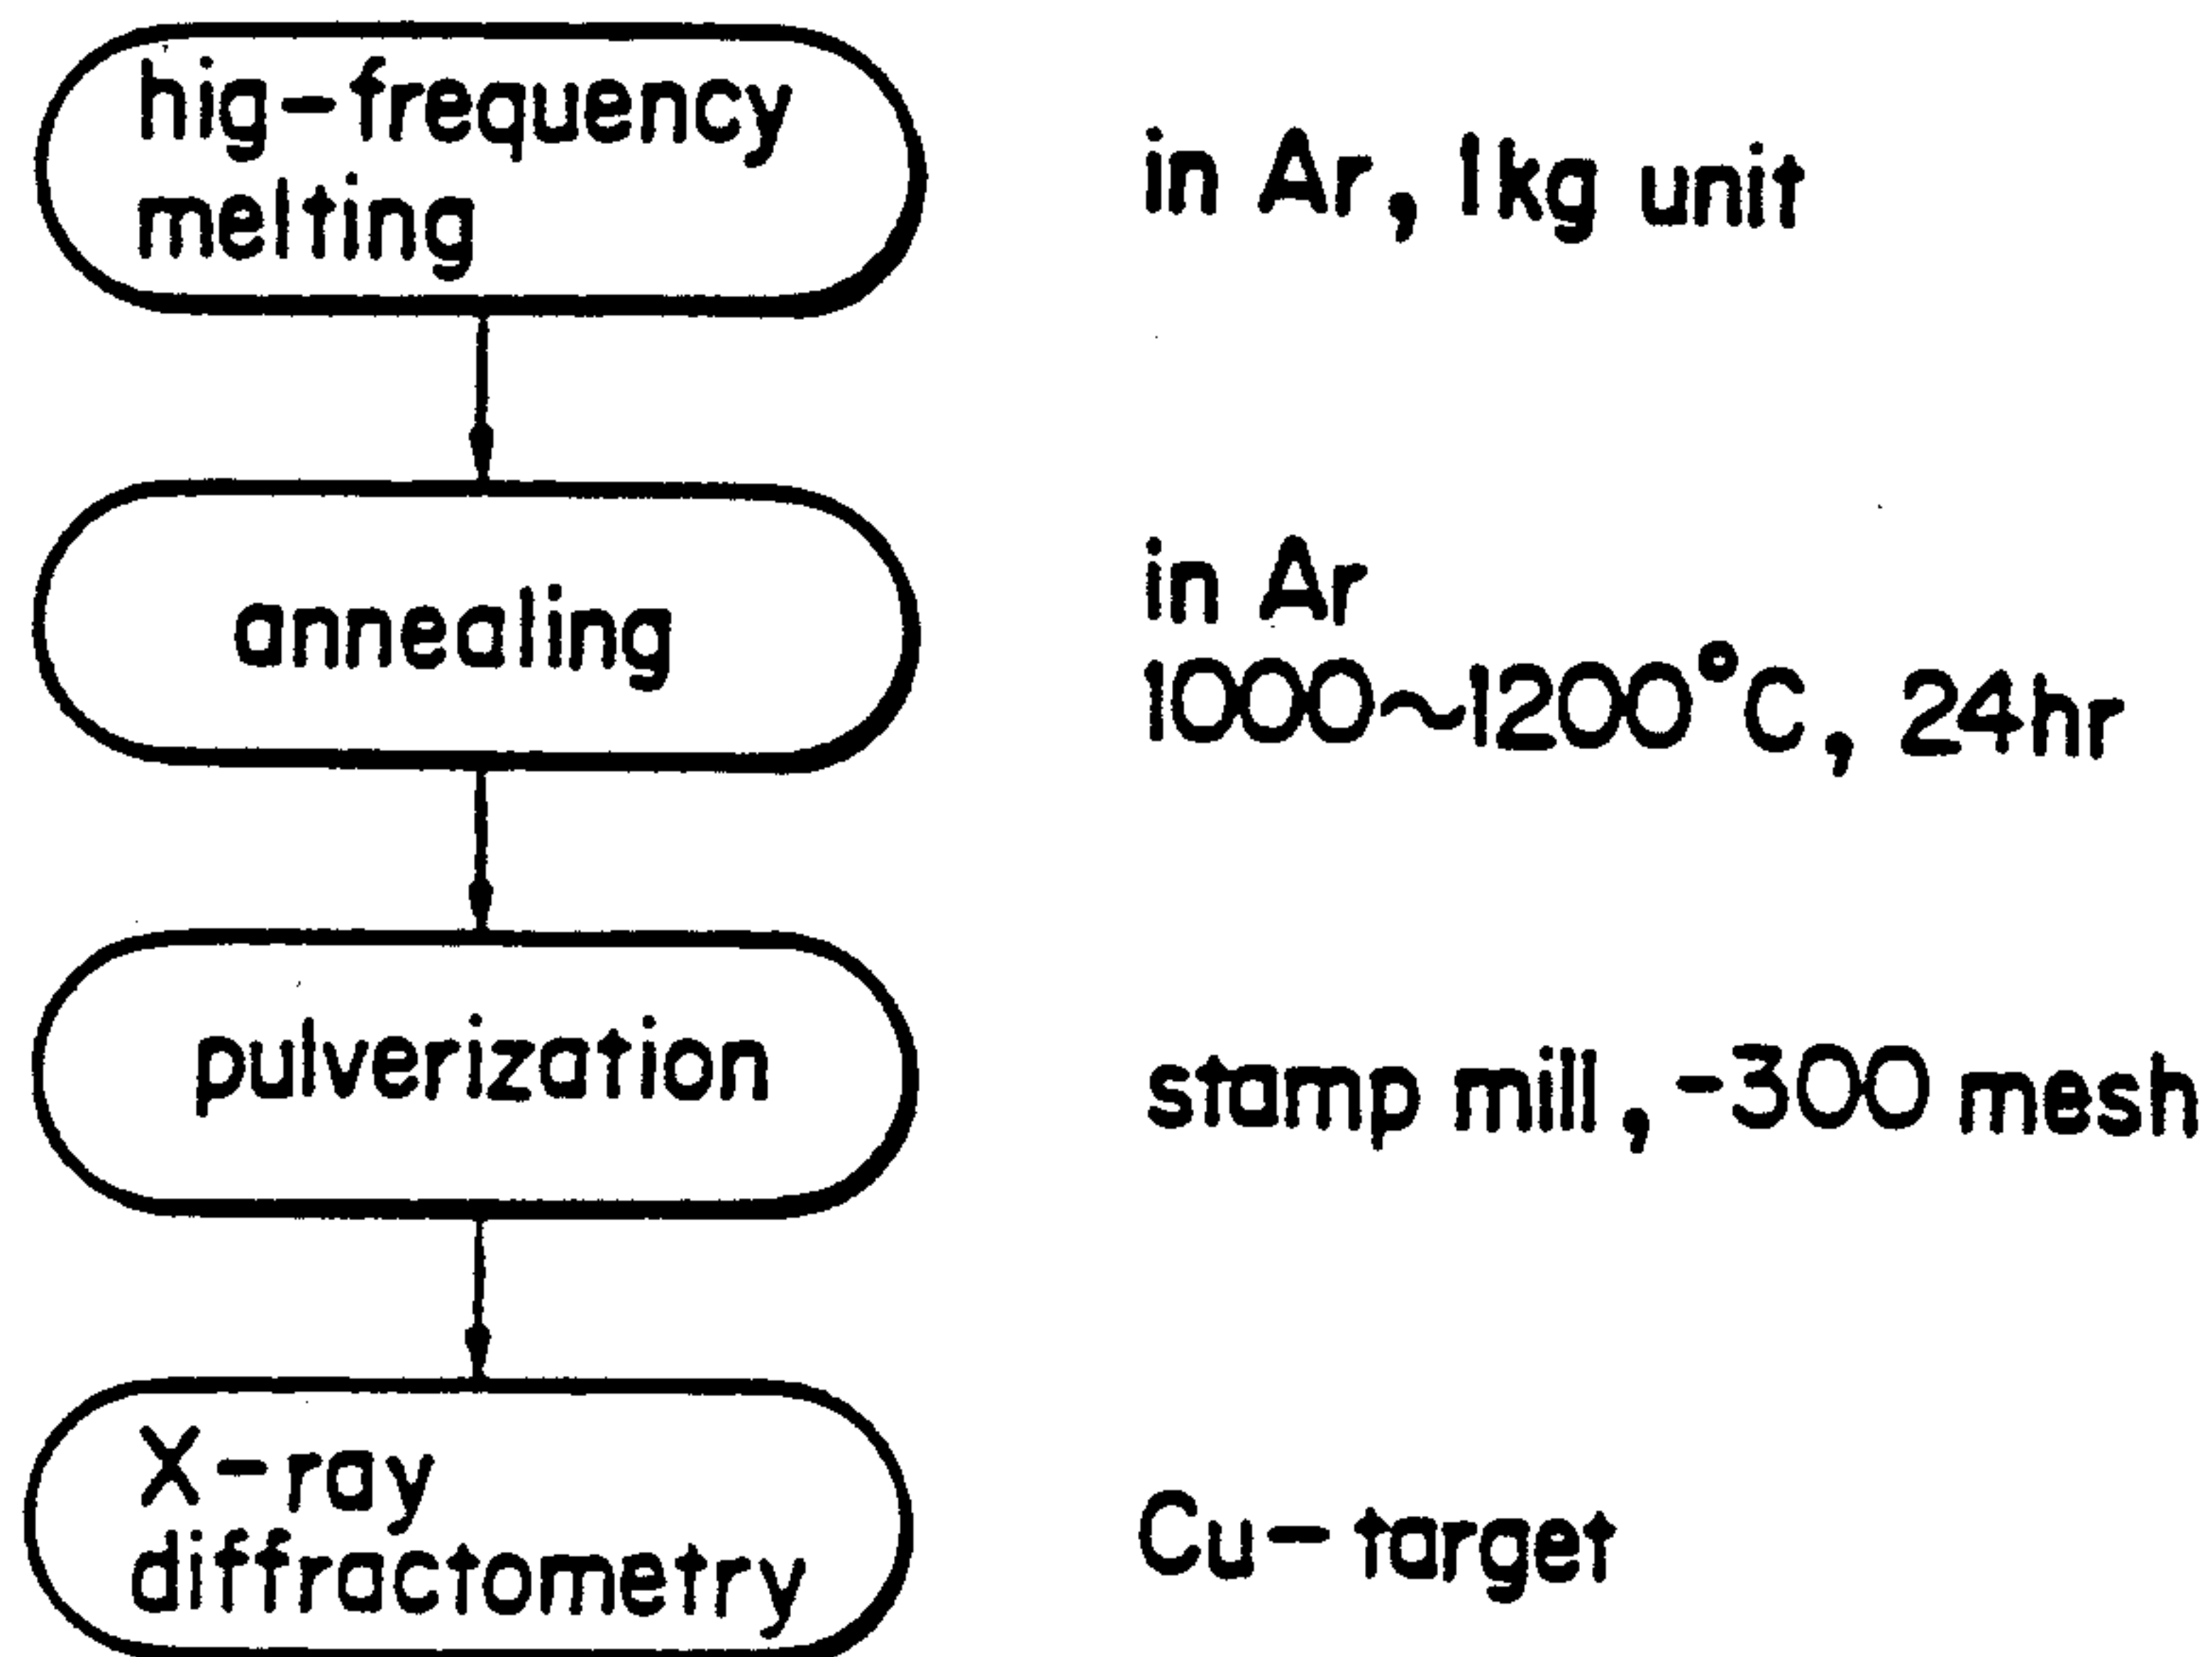 hig-frequency
melting
in Ar, 1kg unit
annealing
in Ar
1000~1200°C, 24hr
pulverization
stamp mill, -300 mesh
X-ray
diffractometry
Cu-target